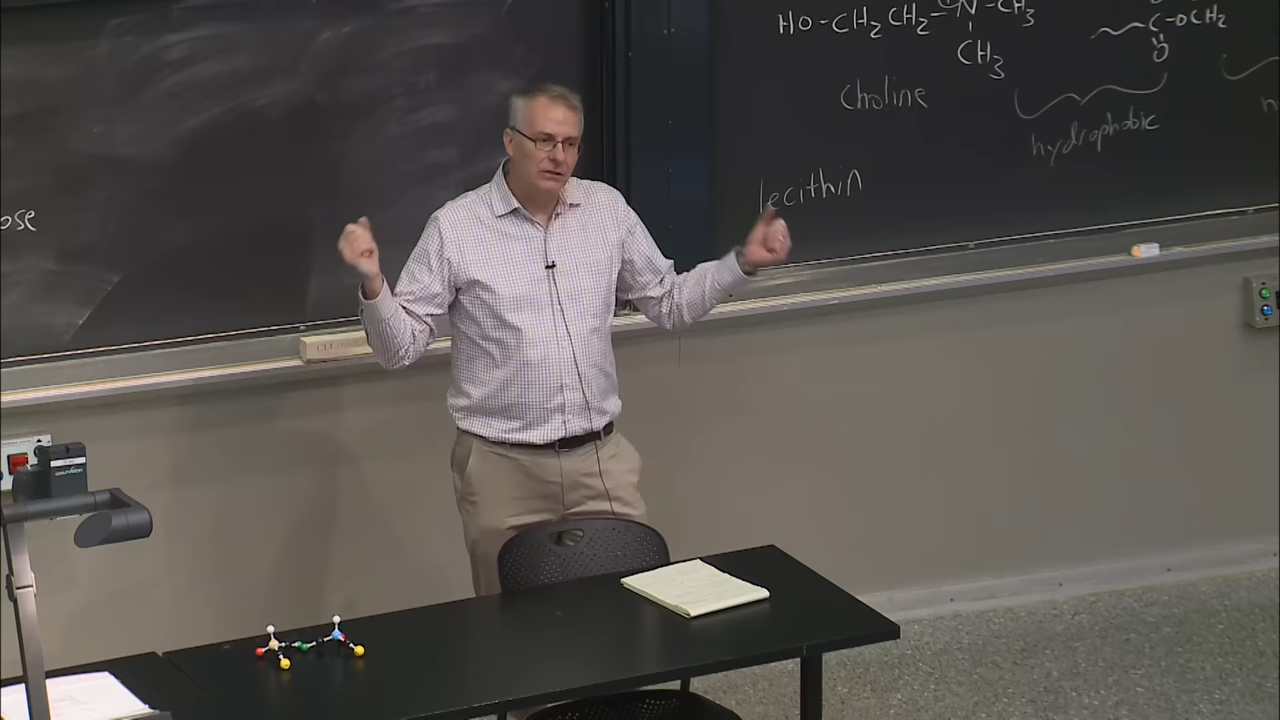 HO-CH₂CH₂-N-CH₃
CH₃
C-OCH₂
O
choline
hydrophobic
lecithin
ose